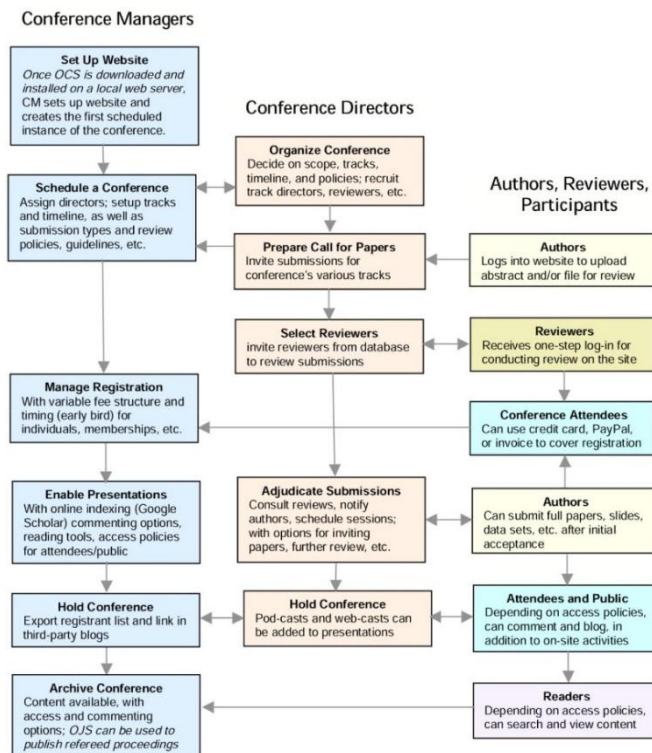 Conference Managers
Set Up Website
Once OCS is downloaded and
installed on a local web server,
CM sets up website and
creates the first scheduled
instance of the conference.
Schedule a Conference
Assign directors; setup tracks
and timeline, as well as
submission types and review
policies, guidelines, etc.
Manage Registration
With variable fee structure and
timing (early bird) for
individuals, memberships, etc.
Enable Presentations
With online indexing (Google
Scholar) commenting options,
reading tools, access policies
for attendees/public
Hold Conference
Export registrant list and link in
third-party blogs
Archive Conference
Content available, with
access and commenting
options; OJS can be used to
publish refereed proceedings
Conference Directors
Organize Conference
Decide on scope, tracks,
timeline, and policies; recruit
track directors, reviewers, etc.
Prepare Call for Papers
Invite submissions for
conference's various tracks
Select Reviewers
invite reviewers from database
to review submissions
Adjudicate Submissions
Consult reviews, notify
authors, schedule sessions;
with options for inviting
papers, further review, etc.
Hold Conference
Pod-casts and web-casts can
be added to presentations
Authors, Reviewers,
Participants
Authors
Logs into website to upload
abstract and/or file for review
Reviewers
Receives one-step log-in for
conducting review on the site
Conference Attendees
Can use credit card, PayPal,
or invoice to cover registration
Authors
Can submit full papers, slides,
data sets, etc. after initial
acceptance
Attendees and Public
Depending on access policies,
can comment and blog, in
addition to on-site activities
Readers
Depending on access policies,
can search and view content